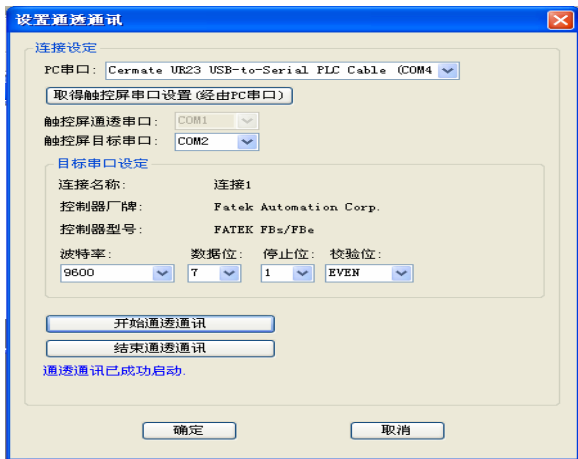 设置通透通讯
连接设定
PC串口: Cermate UR23 USB-to-Serial PLC Cable (COM4
取得触控屏串口设置(经由PC串口)
触控屏通透串口: COM1
触控屏目标串口: COM2
目标串口设定
连接名称: 连接1
控制器厂牌: Fatek Automation Corp.
控制器型号: FATEK FBs/FBe
波特率: 数据位: 停止位: 校验位:
9600 7 1 EVEN
开始通透通讯
结束通透通讯
通透通讯已成功启动.
确定 取消